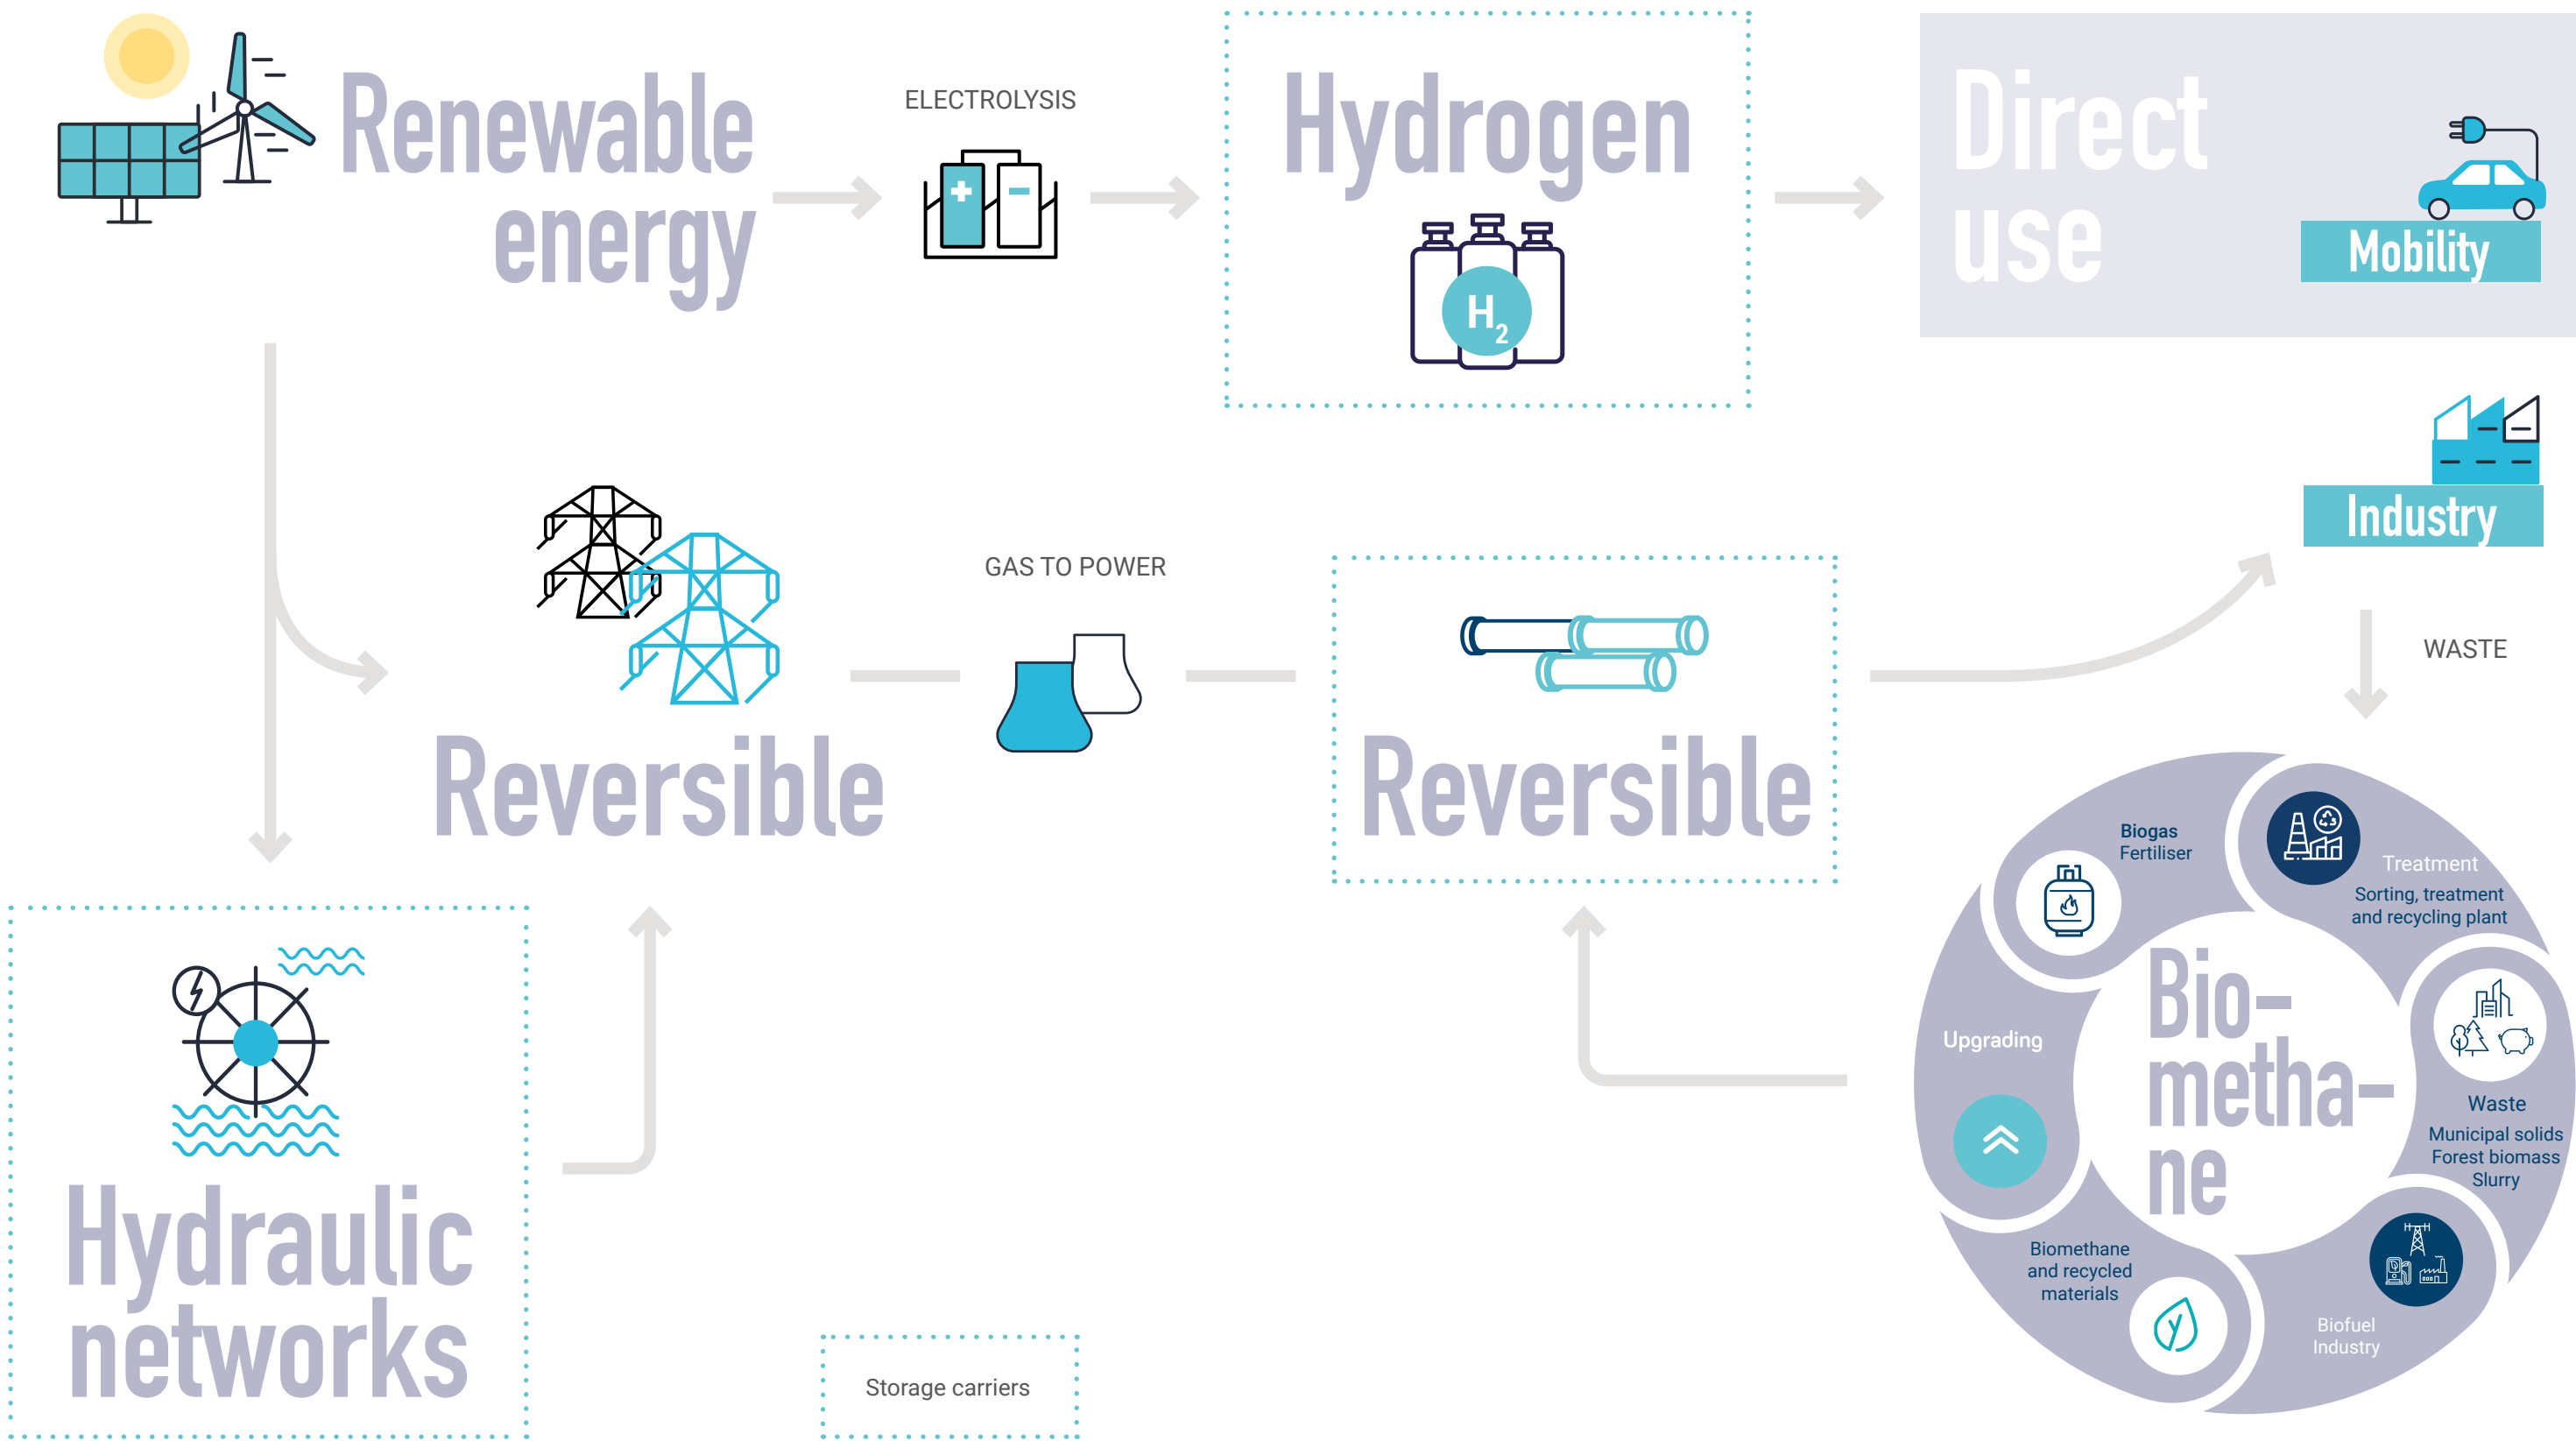 Renewable
energy
ELECTROLYSIS
+
−
Hydrogen
H2
Direct
use
Mobility
Industry
GAS TO POWER
WASTE
Reversible
Reversible
Biogas
Fertiliser
Treatment
Sorting, treatment
and recycling plant
Bio-
metha-
ne
Upgrading
Waste
Municipal solids
Forest biomass
Slurry
Biomethane
and recycled
materials
Biofuel
Industry
Hydraulic
networks
Storage carriers